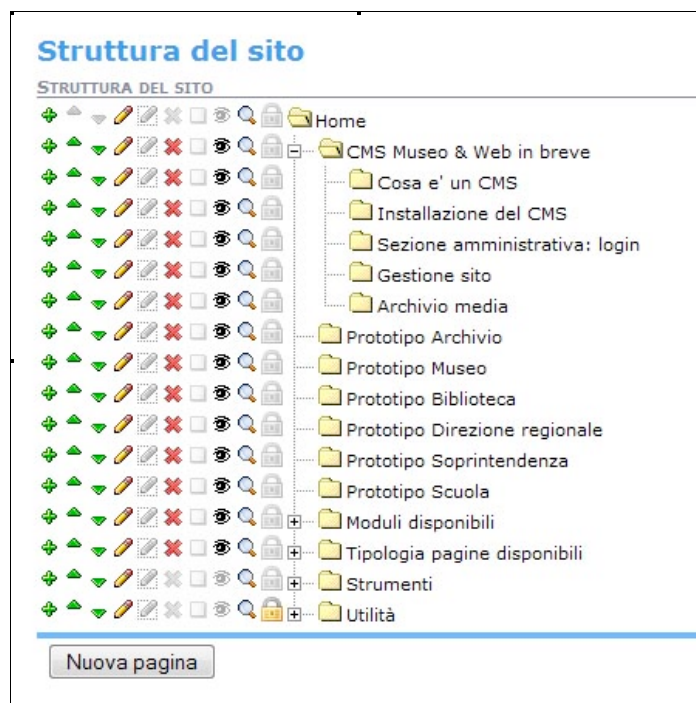 Struttura del sito
STRUTTURA DEL SITO
Home
CMS Museo & Web in breve
Cosa e' un CMS
Installazione del CMS
Sezione amministrativa: login
Gestione sito
Archivio media
Prototipo Archivio
Prototipo Museo
Prototipo Biblioteca
Prototipo Direzione regionale
Prototipo Soprintendenza
Prototipo Scuola
Moduli disponibili
Tipologia pagine disponibili
Strumenti
Utilità
Nuova pagina